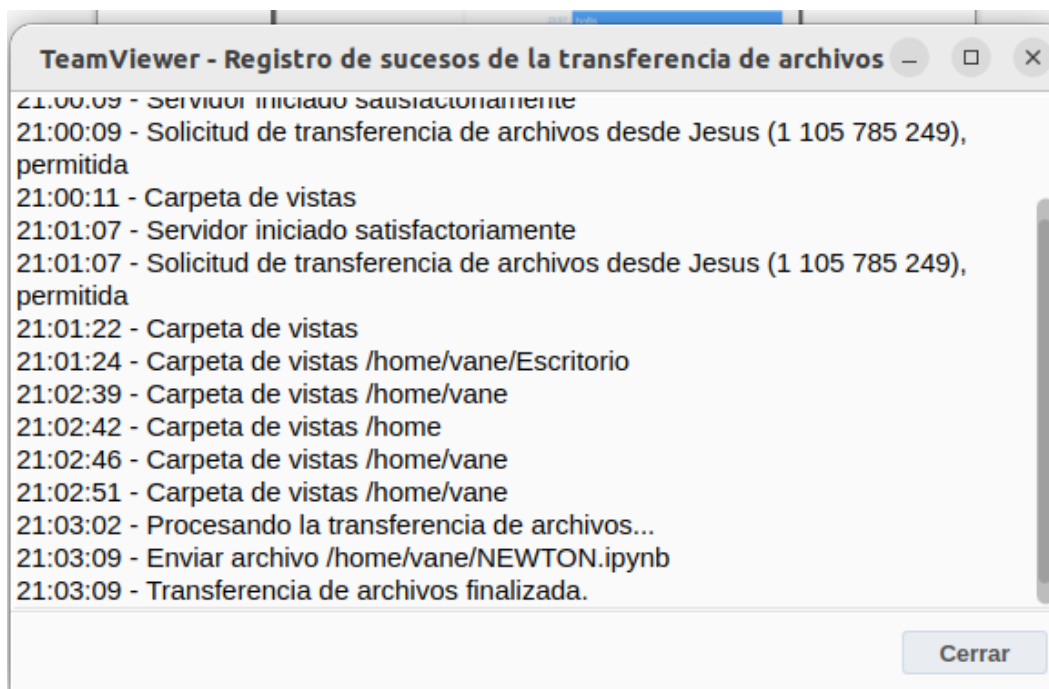 TeamViewer - Registro de sucesos de la transferencia de archivos
21:00:09 - Servidor iniciado satisfactoriamente
21:00:09 - Solicitud de transferencia de archivos desde Jesus (1 105 785 249),
permitida
21:00:11 - Carpeta de vistas
21:01:07 - Servidor iniciado satisfactoriamente
21:01:07 - Solicitud de transferencia de archivos desde Jesus (1 105 785 249),
permitida
21:01:22 - Carpeta de vistas
21:01:24 - Carpeta de vistas /home/vane/Escritorio
21:02:39 - Carpeta de vistas /home/vane
21:02:42 - Carpeta de vistas /home
21:02:46 - Carpeta de vistas /home/vane
21:02:51 - Carpeta de vistas /home/vane
21:03:02 - Procesando la transferencia de archivos...
21:03:09 - Enviar archivo /home/vane/NEWTON.ipynb
21:03:09 - Transferencia de archivos finalizada.
Cerrar